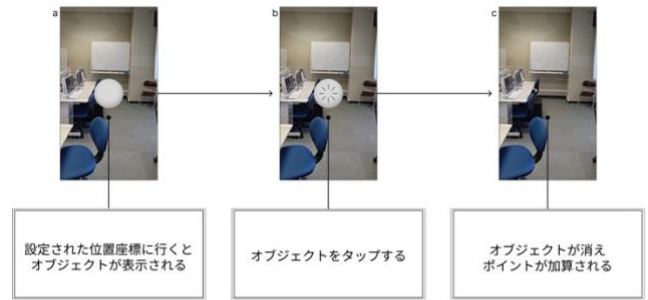 a
b
c
設定された位置座標に行くと
オブジェクトが表示される
オブジェクトをタップする
オブジェクトが消え
ポイントが加算される